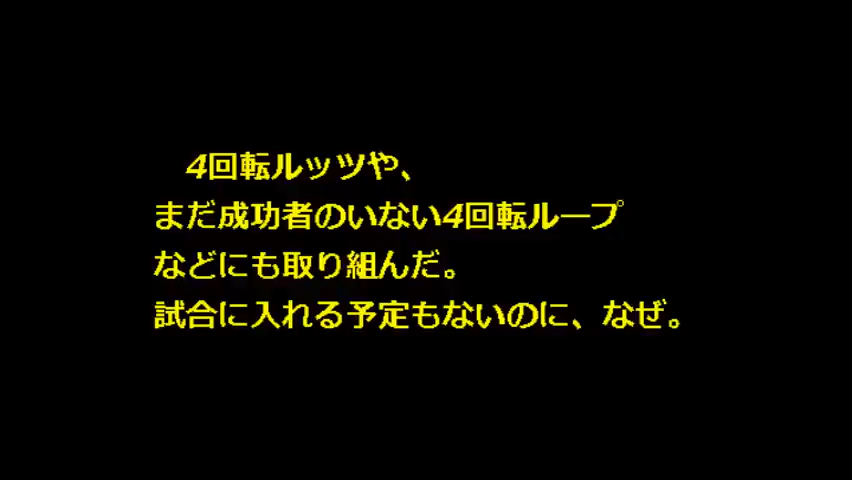 4回転ルッツや、
まだ成功者のいない4回転ループ
などにも取り組んだ。
試合に入れる予定もないのに、なぜ。